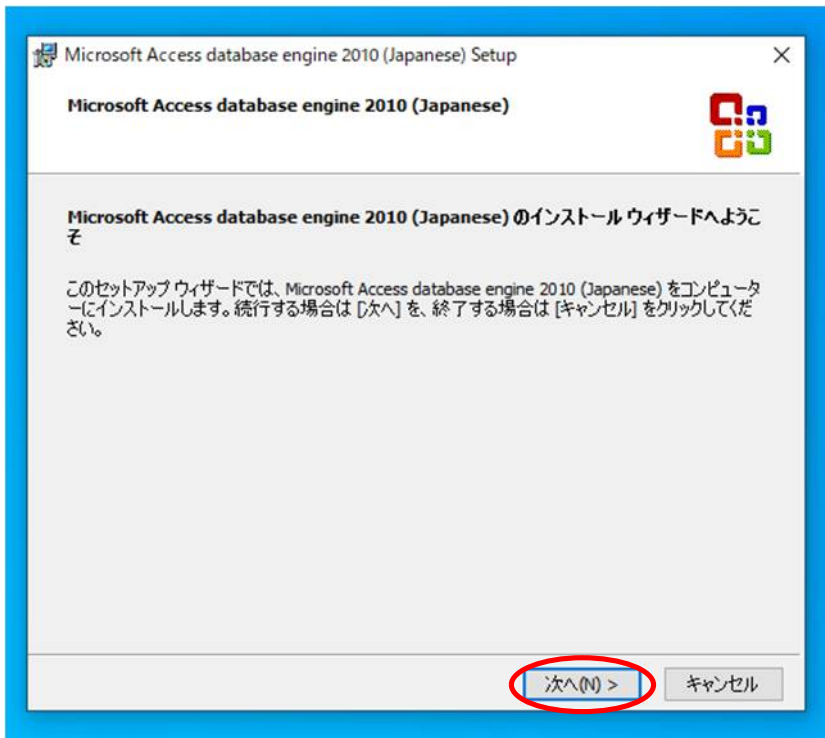 Microsoft Access database engine 2010 (Japanese) Setup
Microsoft Access database engine 2010 (Japanese)
Microsoft Access database engine 2010 (Japanese) のインストール ウィザードへようこ
そ
このセットアップ ウィザードでは、Microsoft Access database engine 2010 (Japanese) をコンピュータ
ーにインストールします。続行する場合は [次へ] を、終了する場合は [キャンセル] をクリックしてくだ
さい。
次へ(N) >
キャンセル